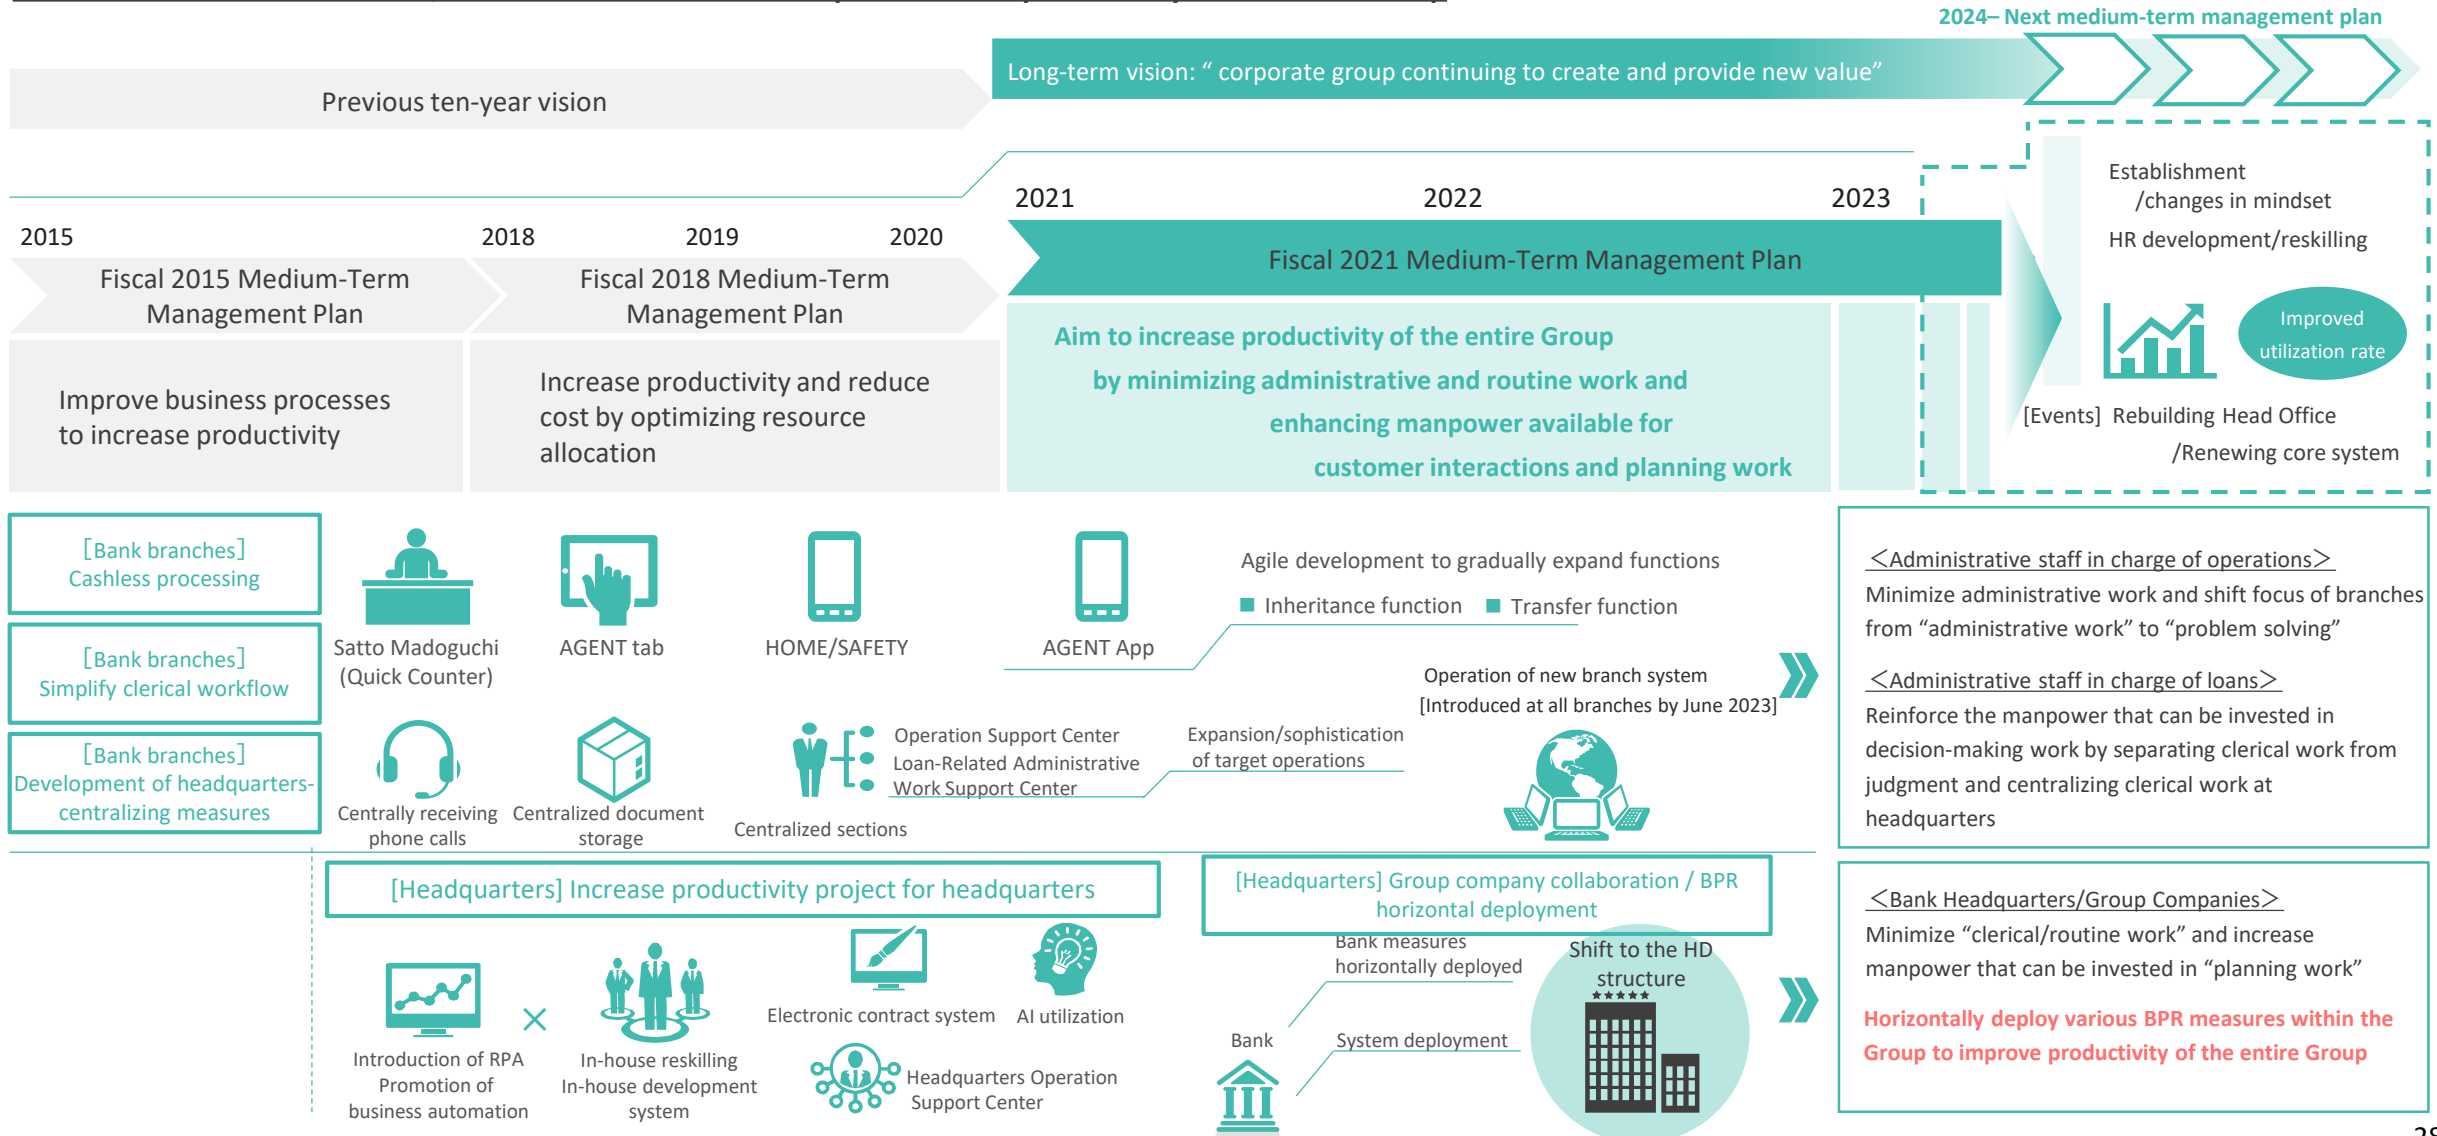 2024– Next medium-term management plan
Long-term vision: “ corporate group continuing to create and provide new value”
Previous ten-year vision
2015
2018
2019
2020
2021
2022
2023
Fiscal 2015 Medium-Term
Management Plan
Fiscal 2018 Medium-Term
Management Plan
Fiscal 2021 Medium-Term Management Plan
Improve business processes
to increase productivity
Increase productivity and reduce
cost by optimizing resource
allocation
Aim to increase productivity of the entire Group
by minimizing administrative and routine work and
enhancing manpower available for
customer interactions and planning work
Establishment
/changes in mindset
HR development/reskilling
Improved
utilization rate
[Events] Rebuilding Head Office
/Renewing core system
[Bank branches]
Cashless processing
[Bank branches]
Simplify clerical workflow
[Bank branches]
Development of headquarters-
centralizing measures
Satto Madoguchi
(Quick Counter)
AGENT tab
HOME/SAFETY
AGENT App
Agile development to gradually expand functions
■ Inheritance function ■ Transfer function
Operation of new branch system
[Introduced at all branches by June 2023]
Centrally receiving
phone calls
Centralized document
storage
Centralized sections
Operation Support Center
Loan-Related Administrative
Work Support Center
Expansion/sophistication
of target operations
<Administrative staff in charge of operations>
Minimize administrative work and shift focus of branches
from “administrative work” to “problem solving”
<Administrative staff in charge of loans>
Reinforce the manpower that can be invested in
decision-making work by separating clerical work from
judgment and centralizing clerical work at
headquarters
[Headquarters] Increase productivity project for headquarters
[Headquarters] Group company collaboration / BPR
horizontal deployment
Introduction of RPA
Promotion of
business automation
×
In-house reskilling
In-house development
system
Electronic contract system
AI utilization
Headquarters Operation
Support Center
Bank measures
horizontally deployed
Bank
System deployment
Shift to the HD
structure
<Bank Headquarters/Group Companies>
Minimize “clerical/routine work” and increase
manpower that can be invested in “planning work”
Horizontally deploy various BPR measures within the
Group to improve productivity of the entire Group